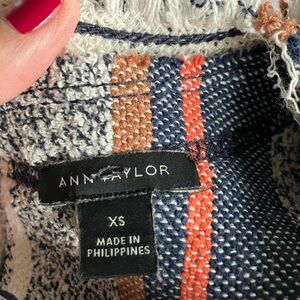 ANN TAYLOR
XS
MADE IN
PHILIPPINES